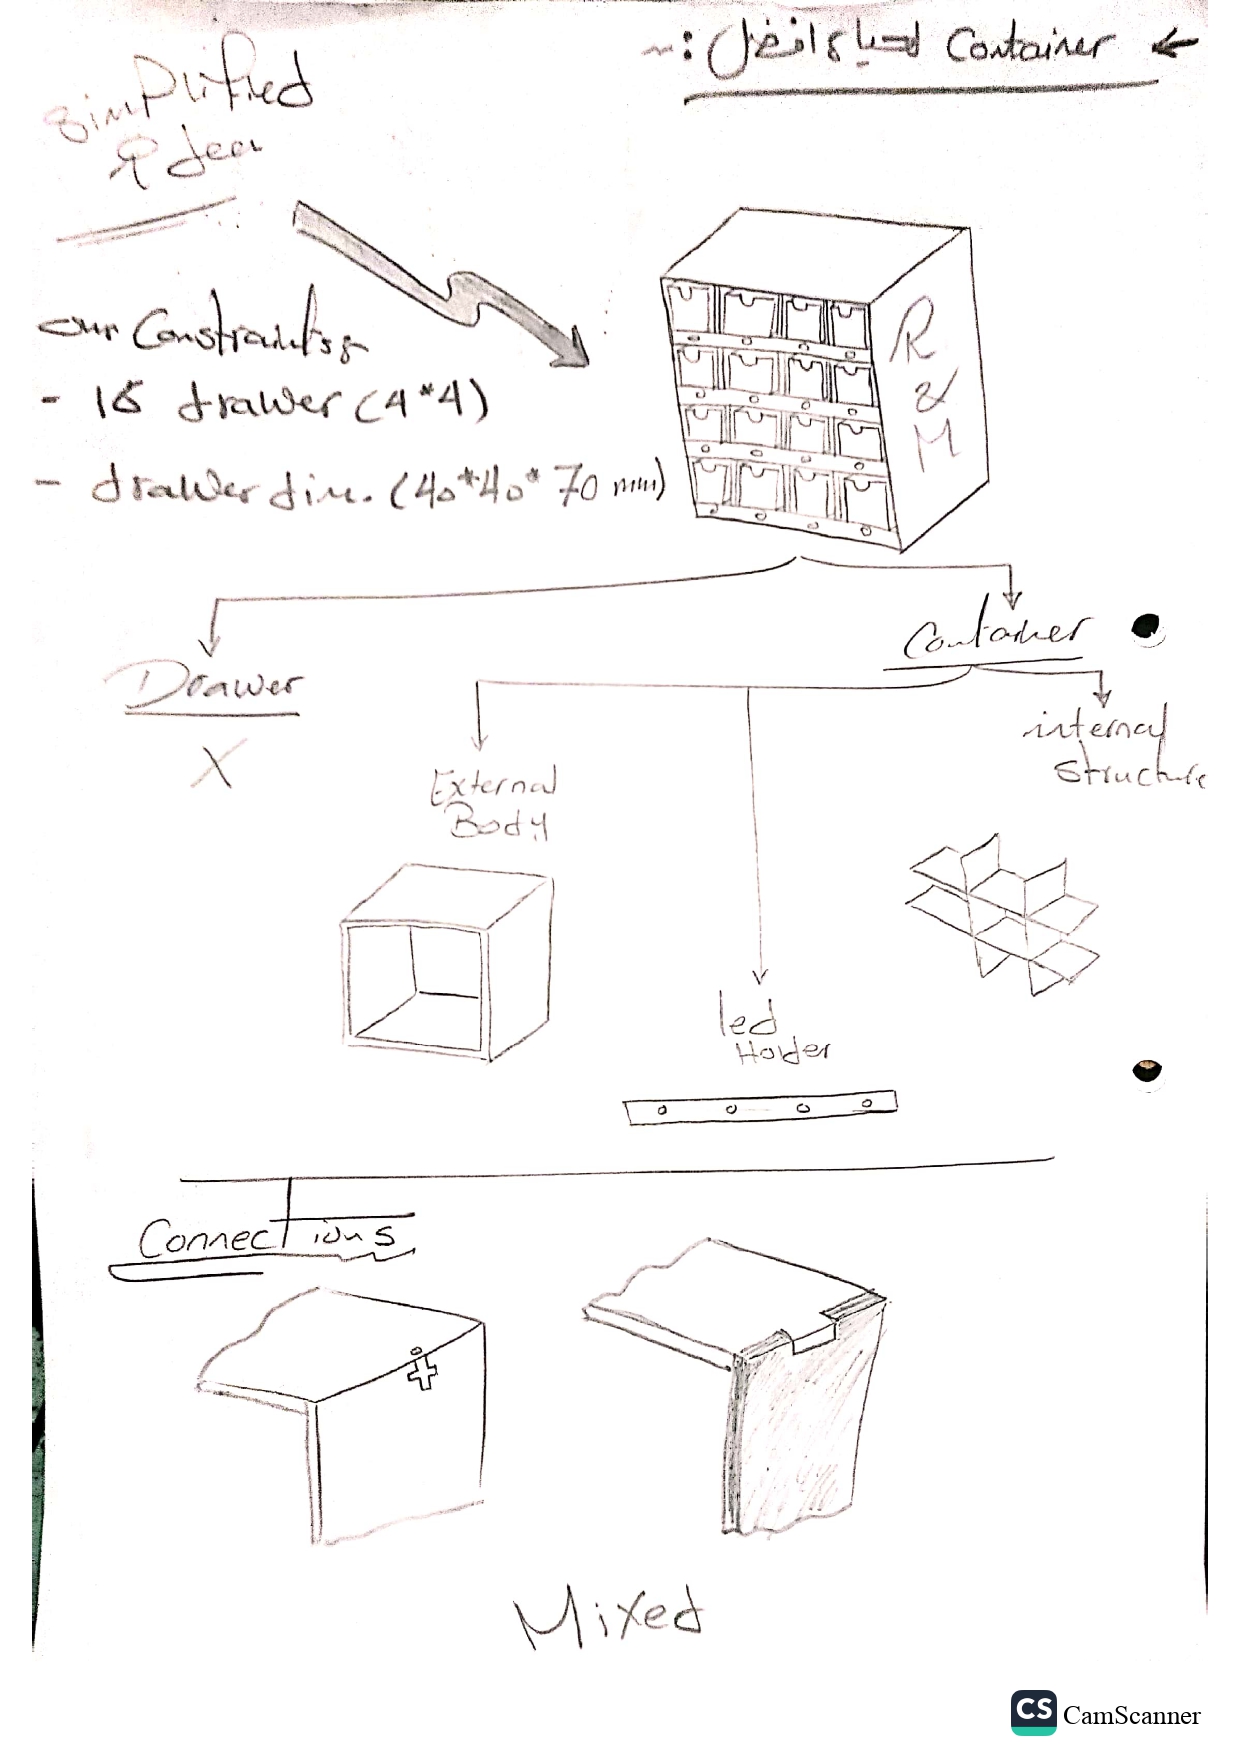 ← Container لحياة افضل :~
simplified
Idea
our Constraints:
- 16 drawer (4*4)
- drawer dim. (40*40*70 mm)
R
&
M
Container
Drawer
X
internal
structure
External
Body
led
Holder
Connections
Mixed
CS CamScanner